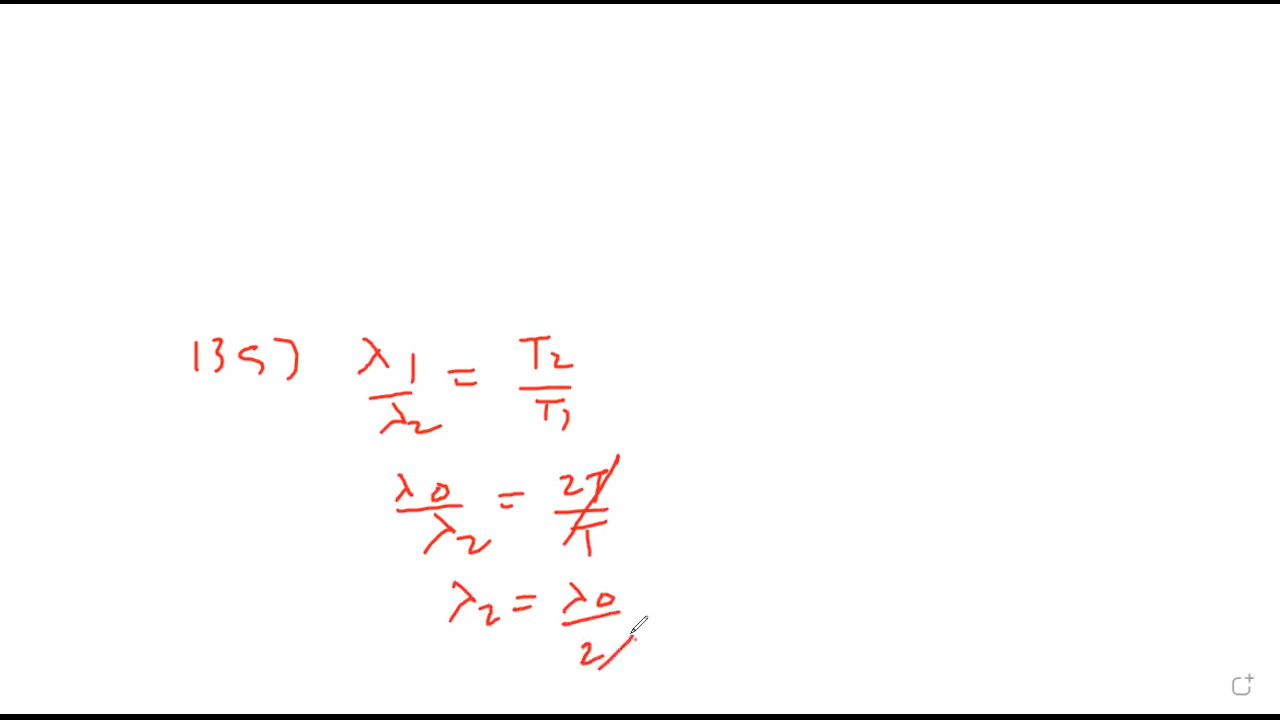 135) λ1/λ2 = T2/T1
λ0/λ2 = 2T/T
λ2 = λ0/2